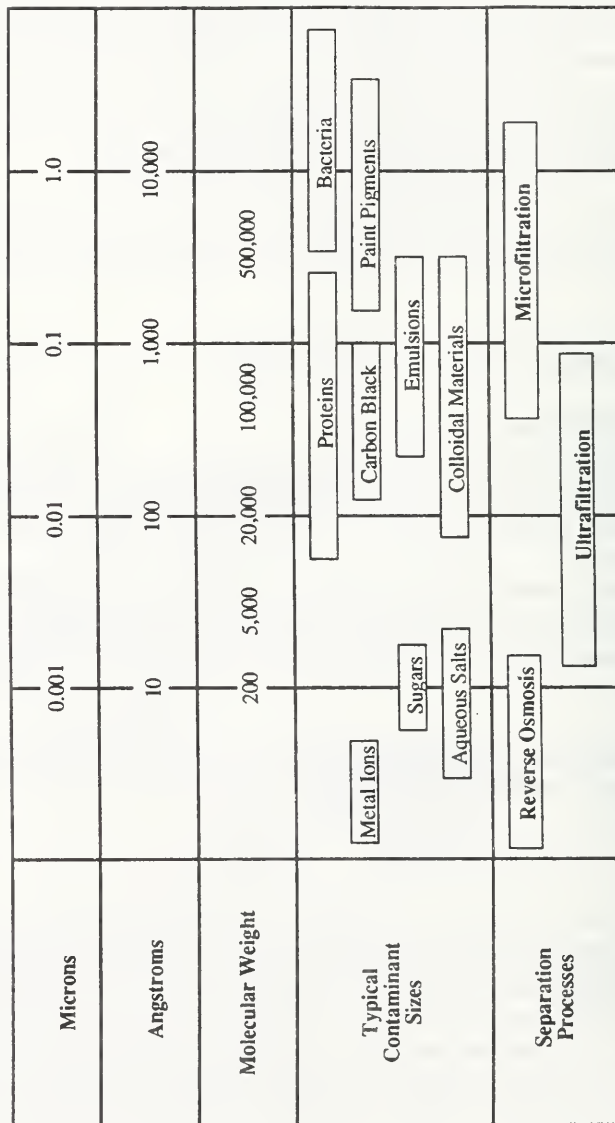 Microns 0.001 0.01 0.1 1.0
Angstroms 10 100 1,000 10,000
Molecular Weight 200 5,000 20,000 100,000 500,000
Typical
Contaminant
Sizes
Proteins Bacteria
Metal Ions Carbon Black Paint Pigments
Sugars Emulsions
Aqueous Salts Colloidal Materials
Separation
Processes
Reverse Osmosis Microfiltration
Ultrafiltration